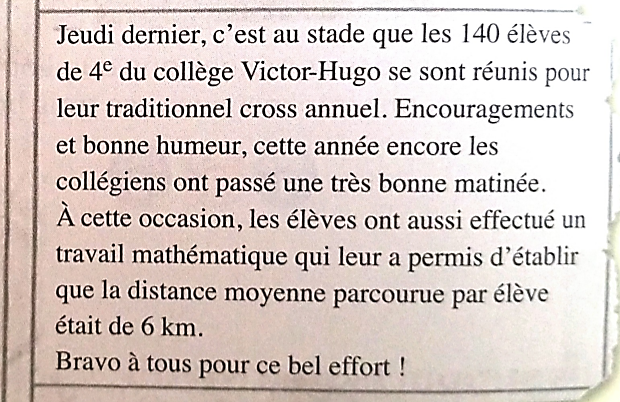 Jeudi dernier, c'est au stade que les 140 élèves
de 4e du collège Victor-Hugo se sont réunis pour
leur traditionnel cross annuel. Encouragements
et bonne humeur, cette année encore les
collégiens ont passé une très bonne matinée.
À cette occasion, les élèves ont aussi effectué un
travail mathématique qui leur a permis d'établir
que la distance moyenne parcourue par élève
était de 6 km.
Bravo à tous pour ce bel effort !